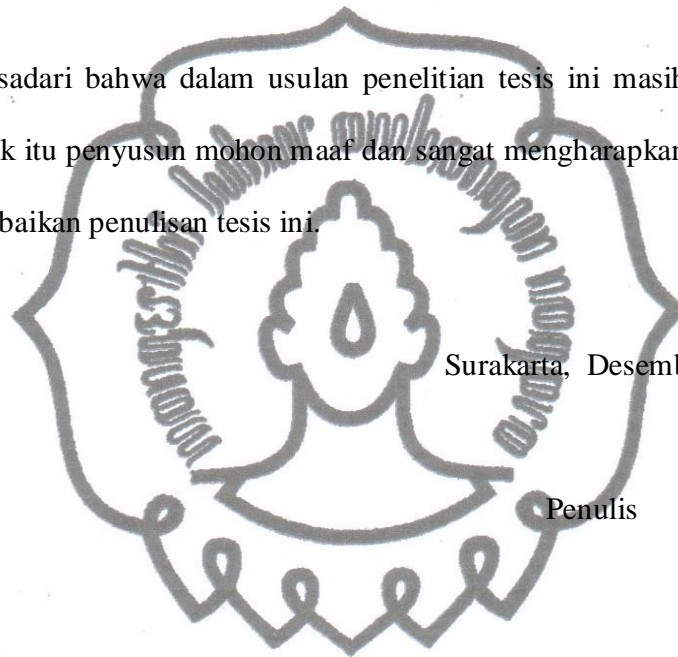 sadari bahwa dalam usulan penelitian tesis ini masih
k itu penyusun mohon maaf dan sangat mengharapkan
baikan penulisan tesis ini.
Surakarta, Desemb
Penulis